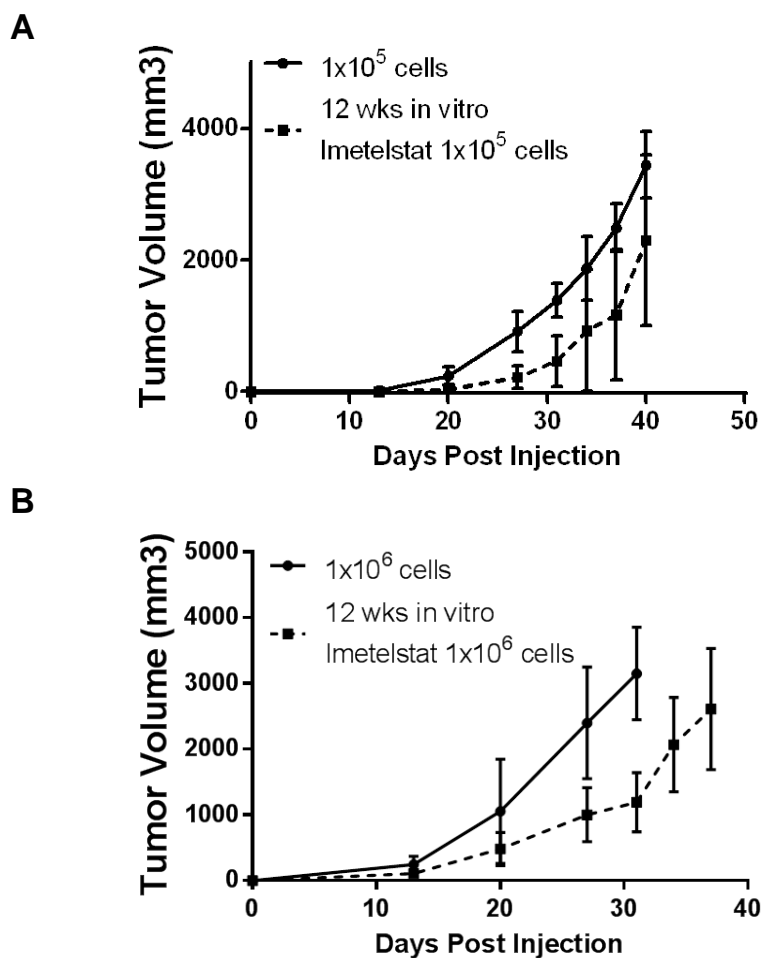 A
Tumor Volume (mm3)
1x10⁵ cells
12 wks in vitro
Imetelstat 1x10⁵ cells
4000
2000
0
0 10 20 30 40 50
Days Post Injection
B
Tumor Volume (mm3)
1x10⁶ cells
12 wks in vitro
Imetelstat 1x10⁶ cells
5000
4000
3000
2000
1000
0
0 10 20 30 40
Days Post Injection